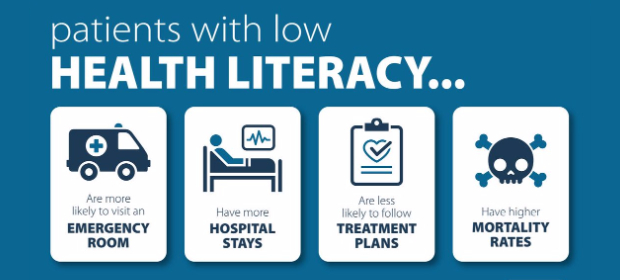 patients with low
HEALTH LITERACY...
Are more
likely to visit an
EMERGENCY
ROOM
Have more
HOSPITAL
STAYS
Are less
likely to follow
TREATMENT
PLANS
Have higher
MORTALITY
RATES